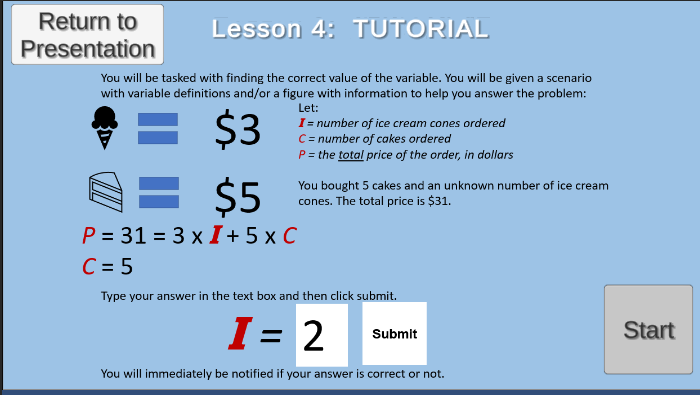 Return to
Presentation
Lesson 4: TUTORIAL
You will be tasked with finding the correct value of the variable. You will be given a scenario
with variable definitions and/or a figure with information to help you answer the problem:
Let:
I = number of ice cream cones ordered
C = number of cakes ordered
P = the total price of the order, in dollars
= $3
= $5
You bought 5 cakes and an unknown number of ice cream
cones. The total price is $31.
P = 31 = 3 x I + 5 x C
C = 5
Type your answer in the text box and then click submit.
I = 2
Submit
Start
You will immediately be notified if your answer is correct or not.